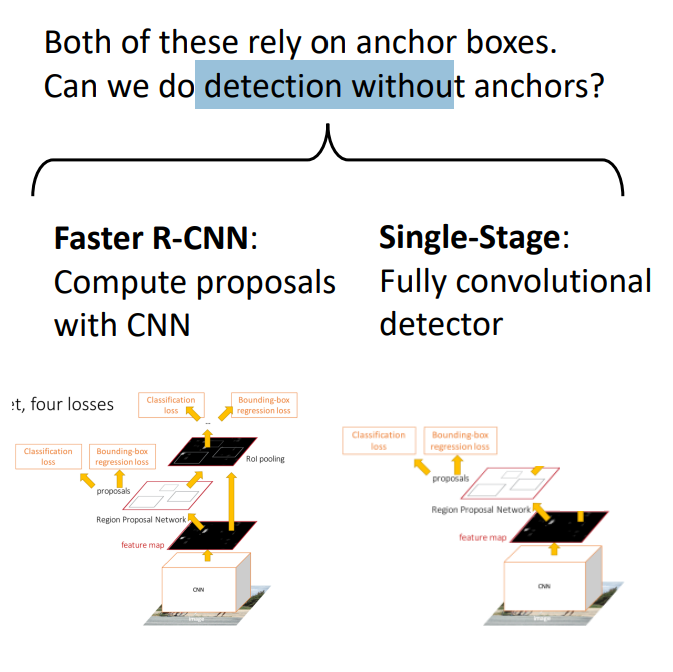 Both of these rely on anchor boxes.
Can we do detection without anchors?
Faster R-CNN:
Compute proposals
with CNN
Single-Stage:
Fully convolutional
detector
et, four losses
Classification
loss
Bounding-box
regression loss
...
Classification
loss
Bounding-box
regression loss
RoI pooling
proposals
Region Proposal Network
feature map
CNN
image
Classification
loss
Bounding-box
regression loss
proposals
Region Proposal Network
feature map
CNN
image